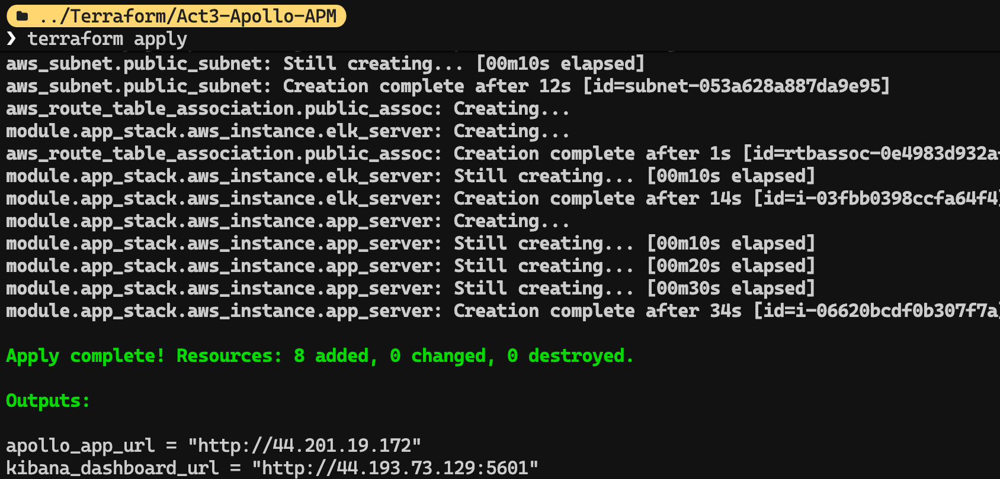 ../Terraform/Act3-Apollo-APM
❯ terraform apply
aws_subnet.public_subnet: Still creating... [00m10s elapsed]
aws_subnet.public_subnet: Creation complete after 12s [id=subnet-053a628a887da9e95]
aws_route_table_association.public_assoc: Creating...
module.app_stack.aws_instance.elk_server: Creating...
aws_route_table_association.public_assoc: Creation complete after 1s [id=rtbassoc-0e4983d932a
module.app_stack.aws_instance.elk_server: Still creating... [00m10s elapsed]
module.app_stack.aws_instance.elk_server: Creation complete after 14s [id=i-03fbb0398ccfa64f4]
module.app_stack.aws_instance.app_server: Creating...
module.app_stack.aws_instance.app_server: Still creating... [00m10s elapsed]
module.app_stack.aws_instance.app_server: Still creating... [00m20s elapsed]
module.app_stack.aws_instance.app_server: Still creating... [00m30s elapsed]
module.app_stack.aws_instance.app_server: Creation complete after 34s [id=i-06620bcdf0b307f7a]
Apply complete! Resources: 8 added, 0 changed, 0 destroyed.
Outputs:
apollo_app_url = "http://44.201.19.172"
kibana_dashboard_url = "http://44.193.73.129:5601"